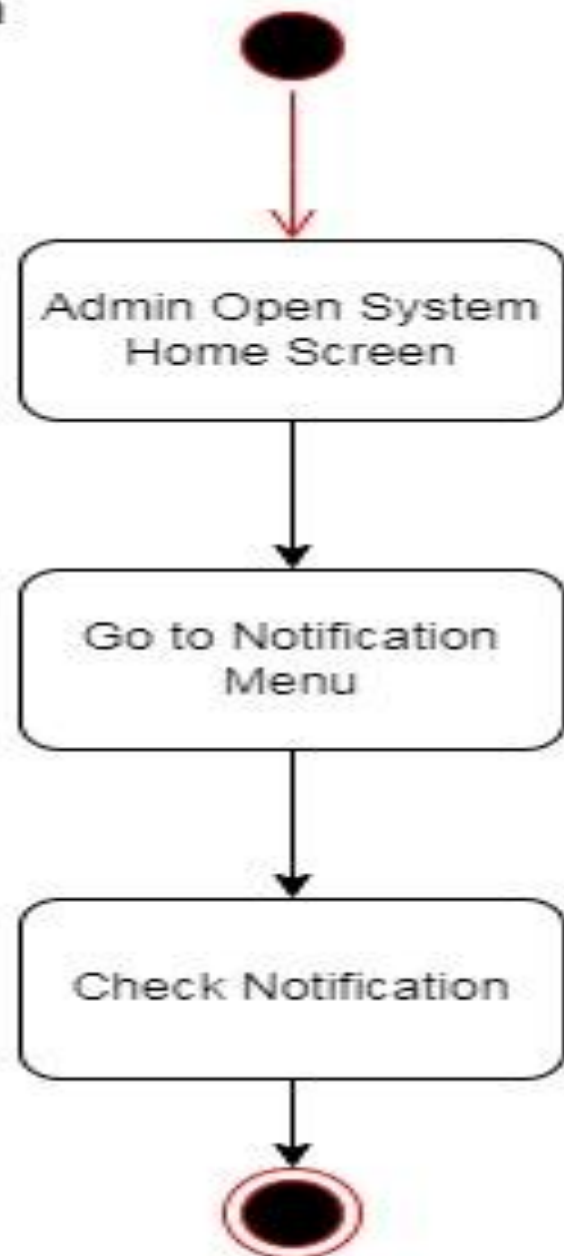 Admin Open System
Home Screen
Go to Notification
Menu
Check Notification